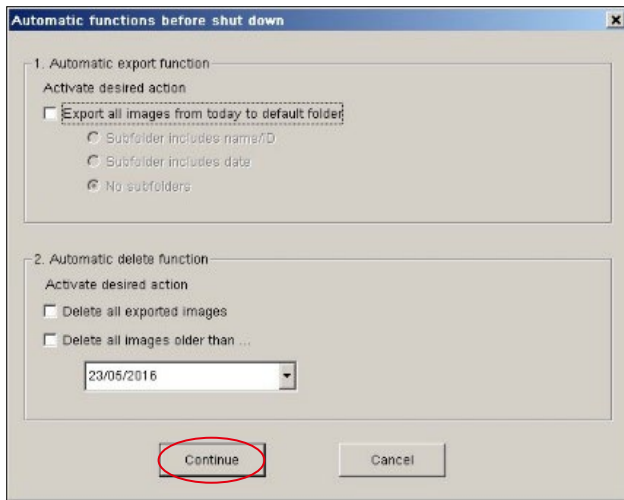 Automatic functions before shut down
1. Automatic export function
Activate desired action
Export all images from today to default folder
Subfolder includes name/ID
Subfolder includes date
No subfolders
2. Automatic delete function
Activate desired action
Delete all exported images
Delete all images older than ...
23/05/2016
Continue Cancel